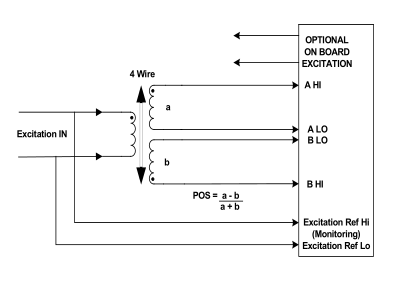 OPTIONAL
ON BOARD
EXCITATION
4 Wire
A HI
a
Excitation IN
A LO
B LO
b
B HI
POS = a - b
a + b
Excitation Ref Hi
(Monitoring)
Excitation Ref Lo